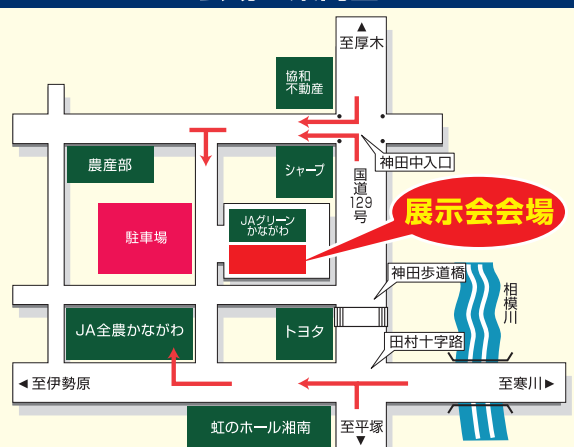 ▲
至厚木
協和
不動産
神田中入口
農産部
シャープ
国道129号
JAグリーン
かながわ
展示会会場
駐車場
神田歩道橋
相模川
JA全農かながわ
トヨタ
田村十字路
◀至伊勢原
至寒川▶
虹のホール湘南
至平塚
▼